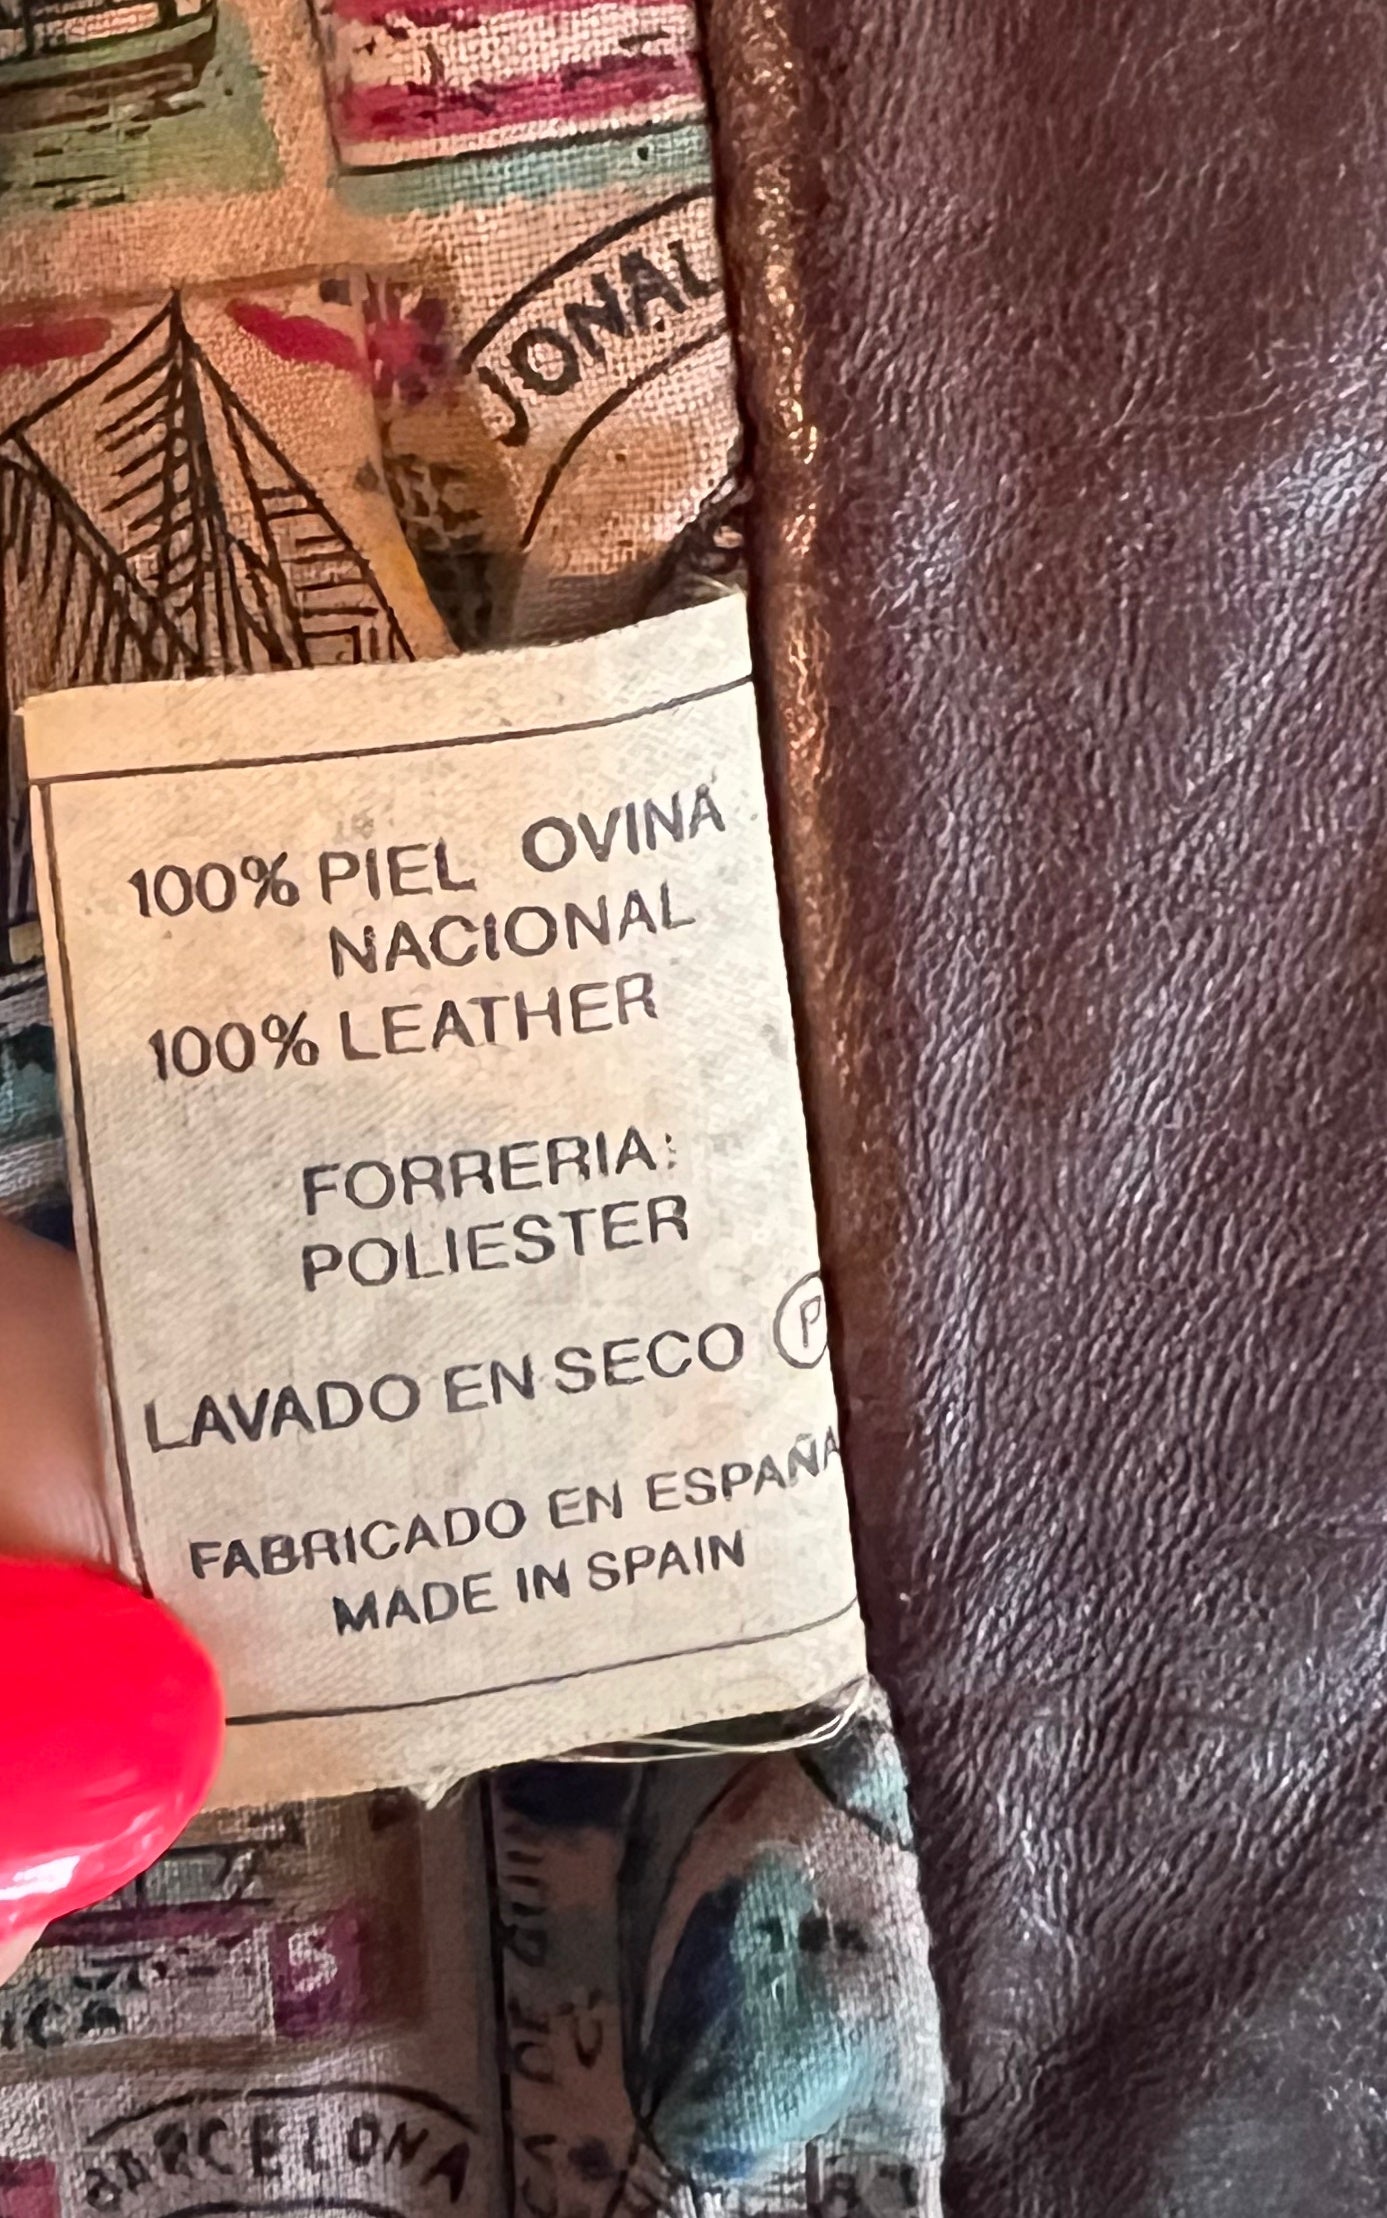 JONAL
100% PIEL OVINA
NACIONAL
100% LEATHER
FORRERIA:
POLIESTER
LAVADO EN SECO P
FABRICADO EN ESPAÑA
MADE IN SPAIN
BARCELONA